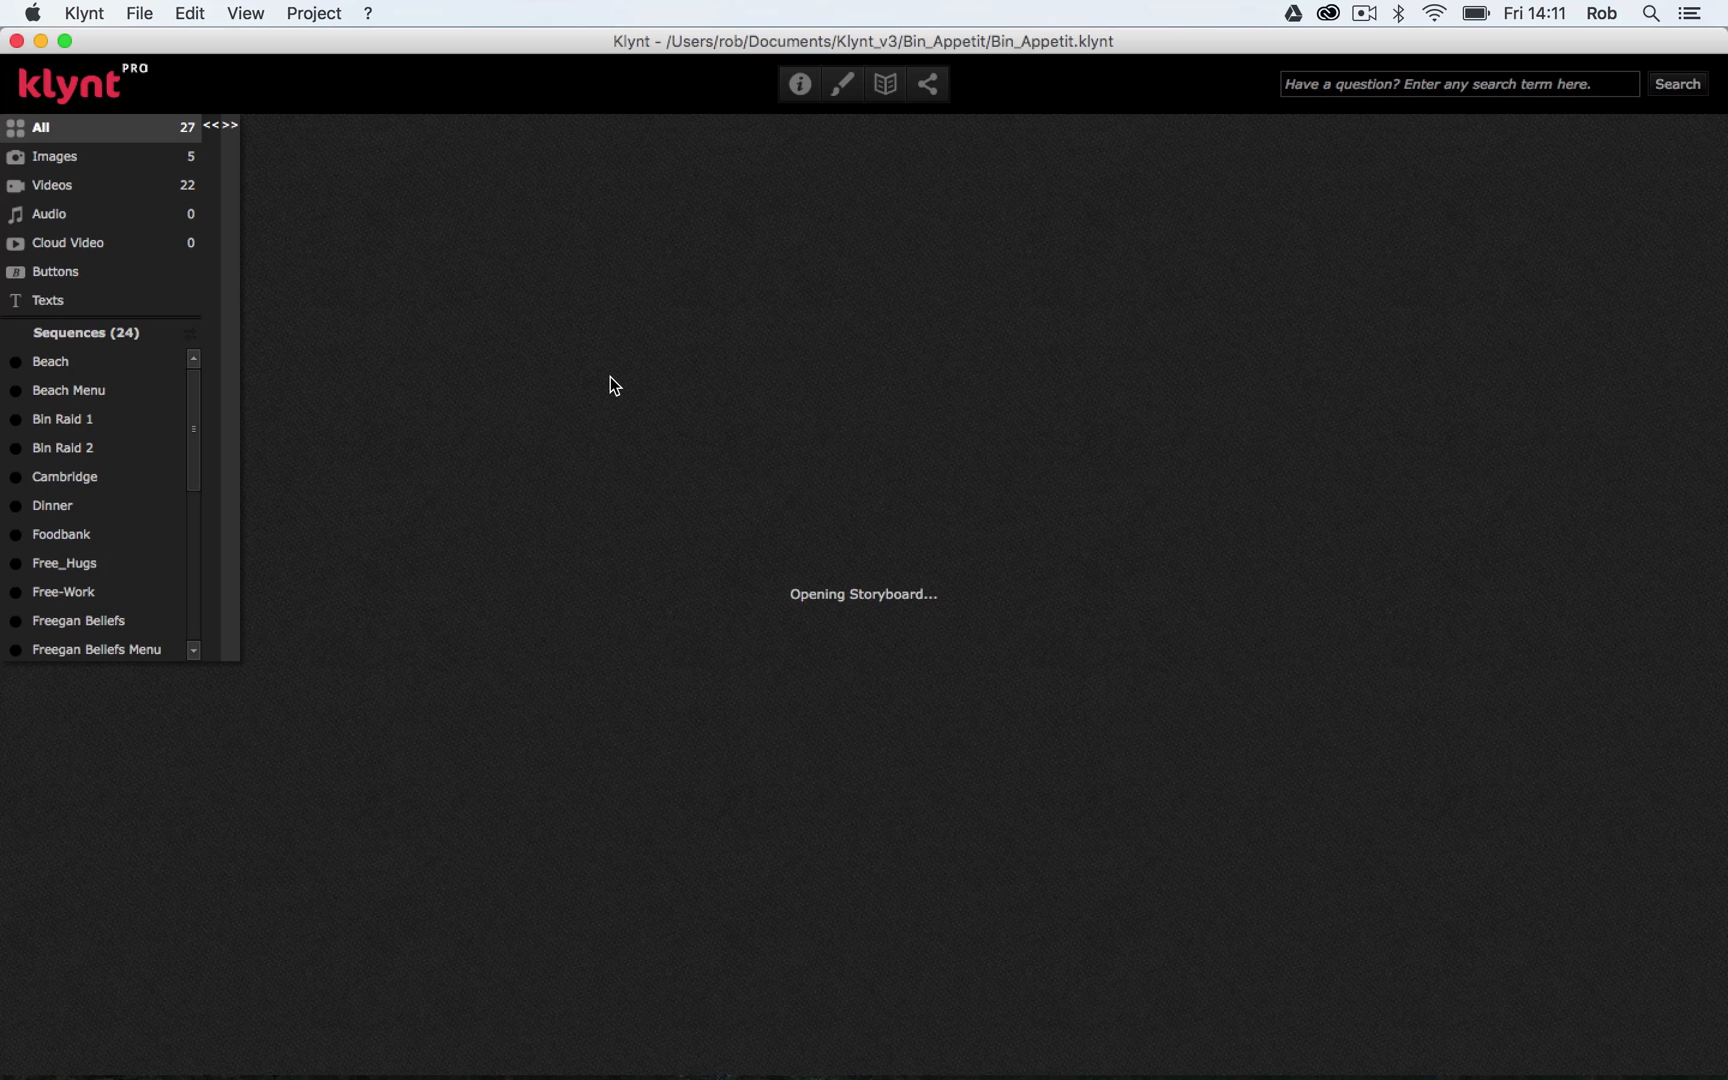 Klynt File Edit View Project ? Fri 14:11 Rob
Klynt - /Users/rob/Documents/Klynt_v3/Bin_Appetit/Bin_Appetit.klynt
klynt PRO
Have a question? Enter any search term here. Search
All 27 <<>>
Images 5
Videos 22
Audio 0
Cloud Video 0
B Buttons
T Texts
Sequences (24)
Beach
Beach Menu
Bin Raid 1
Bin Raid 2
Cambridge
Dinner
Foodbank
Free_Hugs
Free-Work
Opening Storyboard...
Freegan Beliefs
Freegan Beliefs Menu